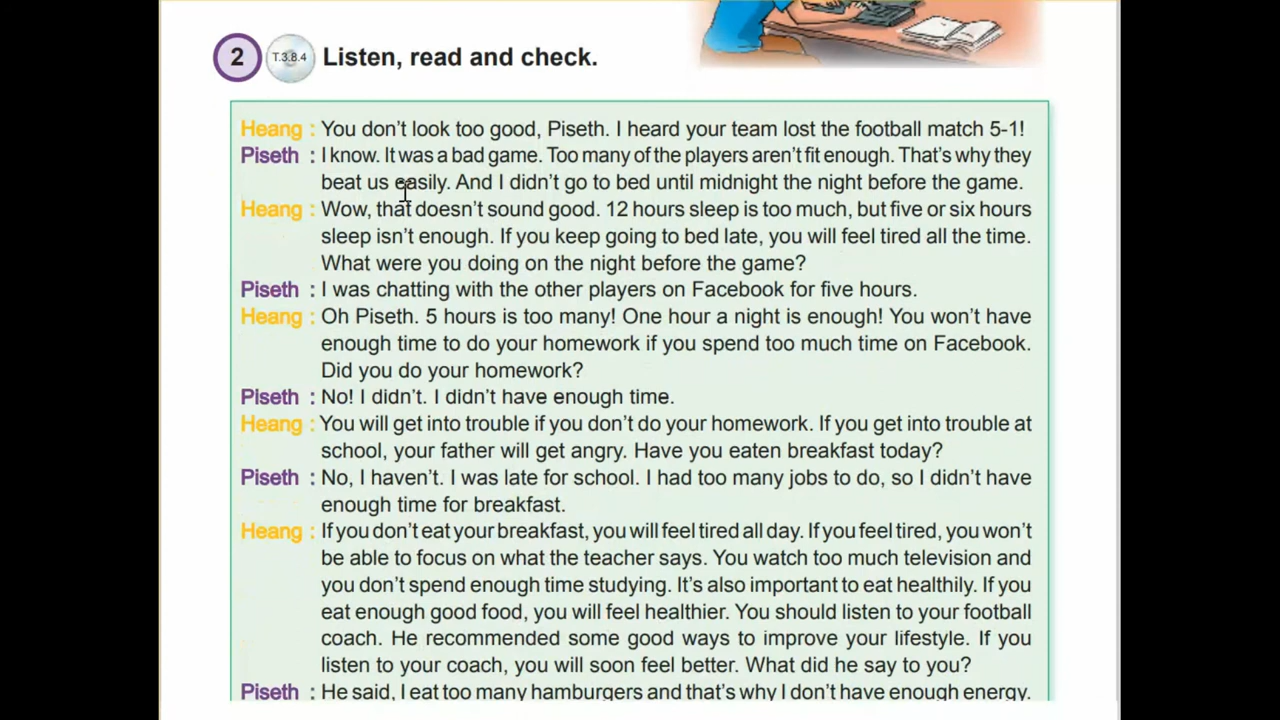 2 T.3.8.4 Listen, read and check.
Heang : You don't look too good, Piseth. I heard your team lost the football match 5-1!
Piseth : I know. It was a bad game. Too many of the players aren't fit enough. That's why they
beat us easily. And I didn't go to bed until midnight the night before the game.
Heang : Wow, that doesn't sound good. 12 hours sleep is too much, but five or six hours
sleep isn't enough. If you keep going to bed late, you will feel tired all the time.
What were you doing on the night before the game?
Piseth : I was chatting with the other players on Facebook for five hours.
Heang : Oh Piseth. 5 hours is too many! One hour a night is enough! You won't have
enough time to do your homework if you spend too much time on Facebook.
Did you do your homework?
Piseth : No! I didn't. I didn't have enough time.
Heang : You will get into trouble if you don't do your homework. If you get into trouble at
school, your father will get angry. Have you eaten breakfast today?
Piseth : No, I haven't. I was late for school. I had too many jobs to do, so I didn't have
enough time for breakfast.
Heang : If you don't eat your breakfast, you will feel tired all day. If you feel tired, you won't
be able to focus on what the teacher says. You watch too much television and
you don't spend enough time studying. It's also important to eat healthily. If you
eat enough good food, you will feel healthier. You should listen to your football
coach. He recommended some good ways to improve your lifestyle. If you
listen to your coach, you will soon feel better. What did he say to you?
Piseth : He said, I eat too many hamburgers and that's why I don't have enough energy.